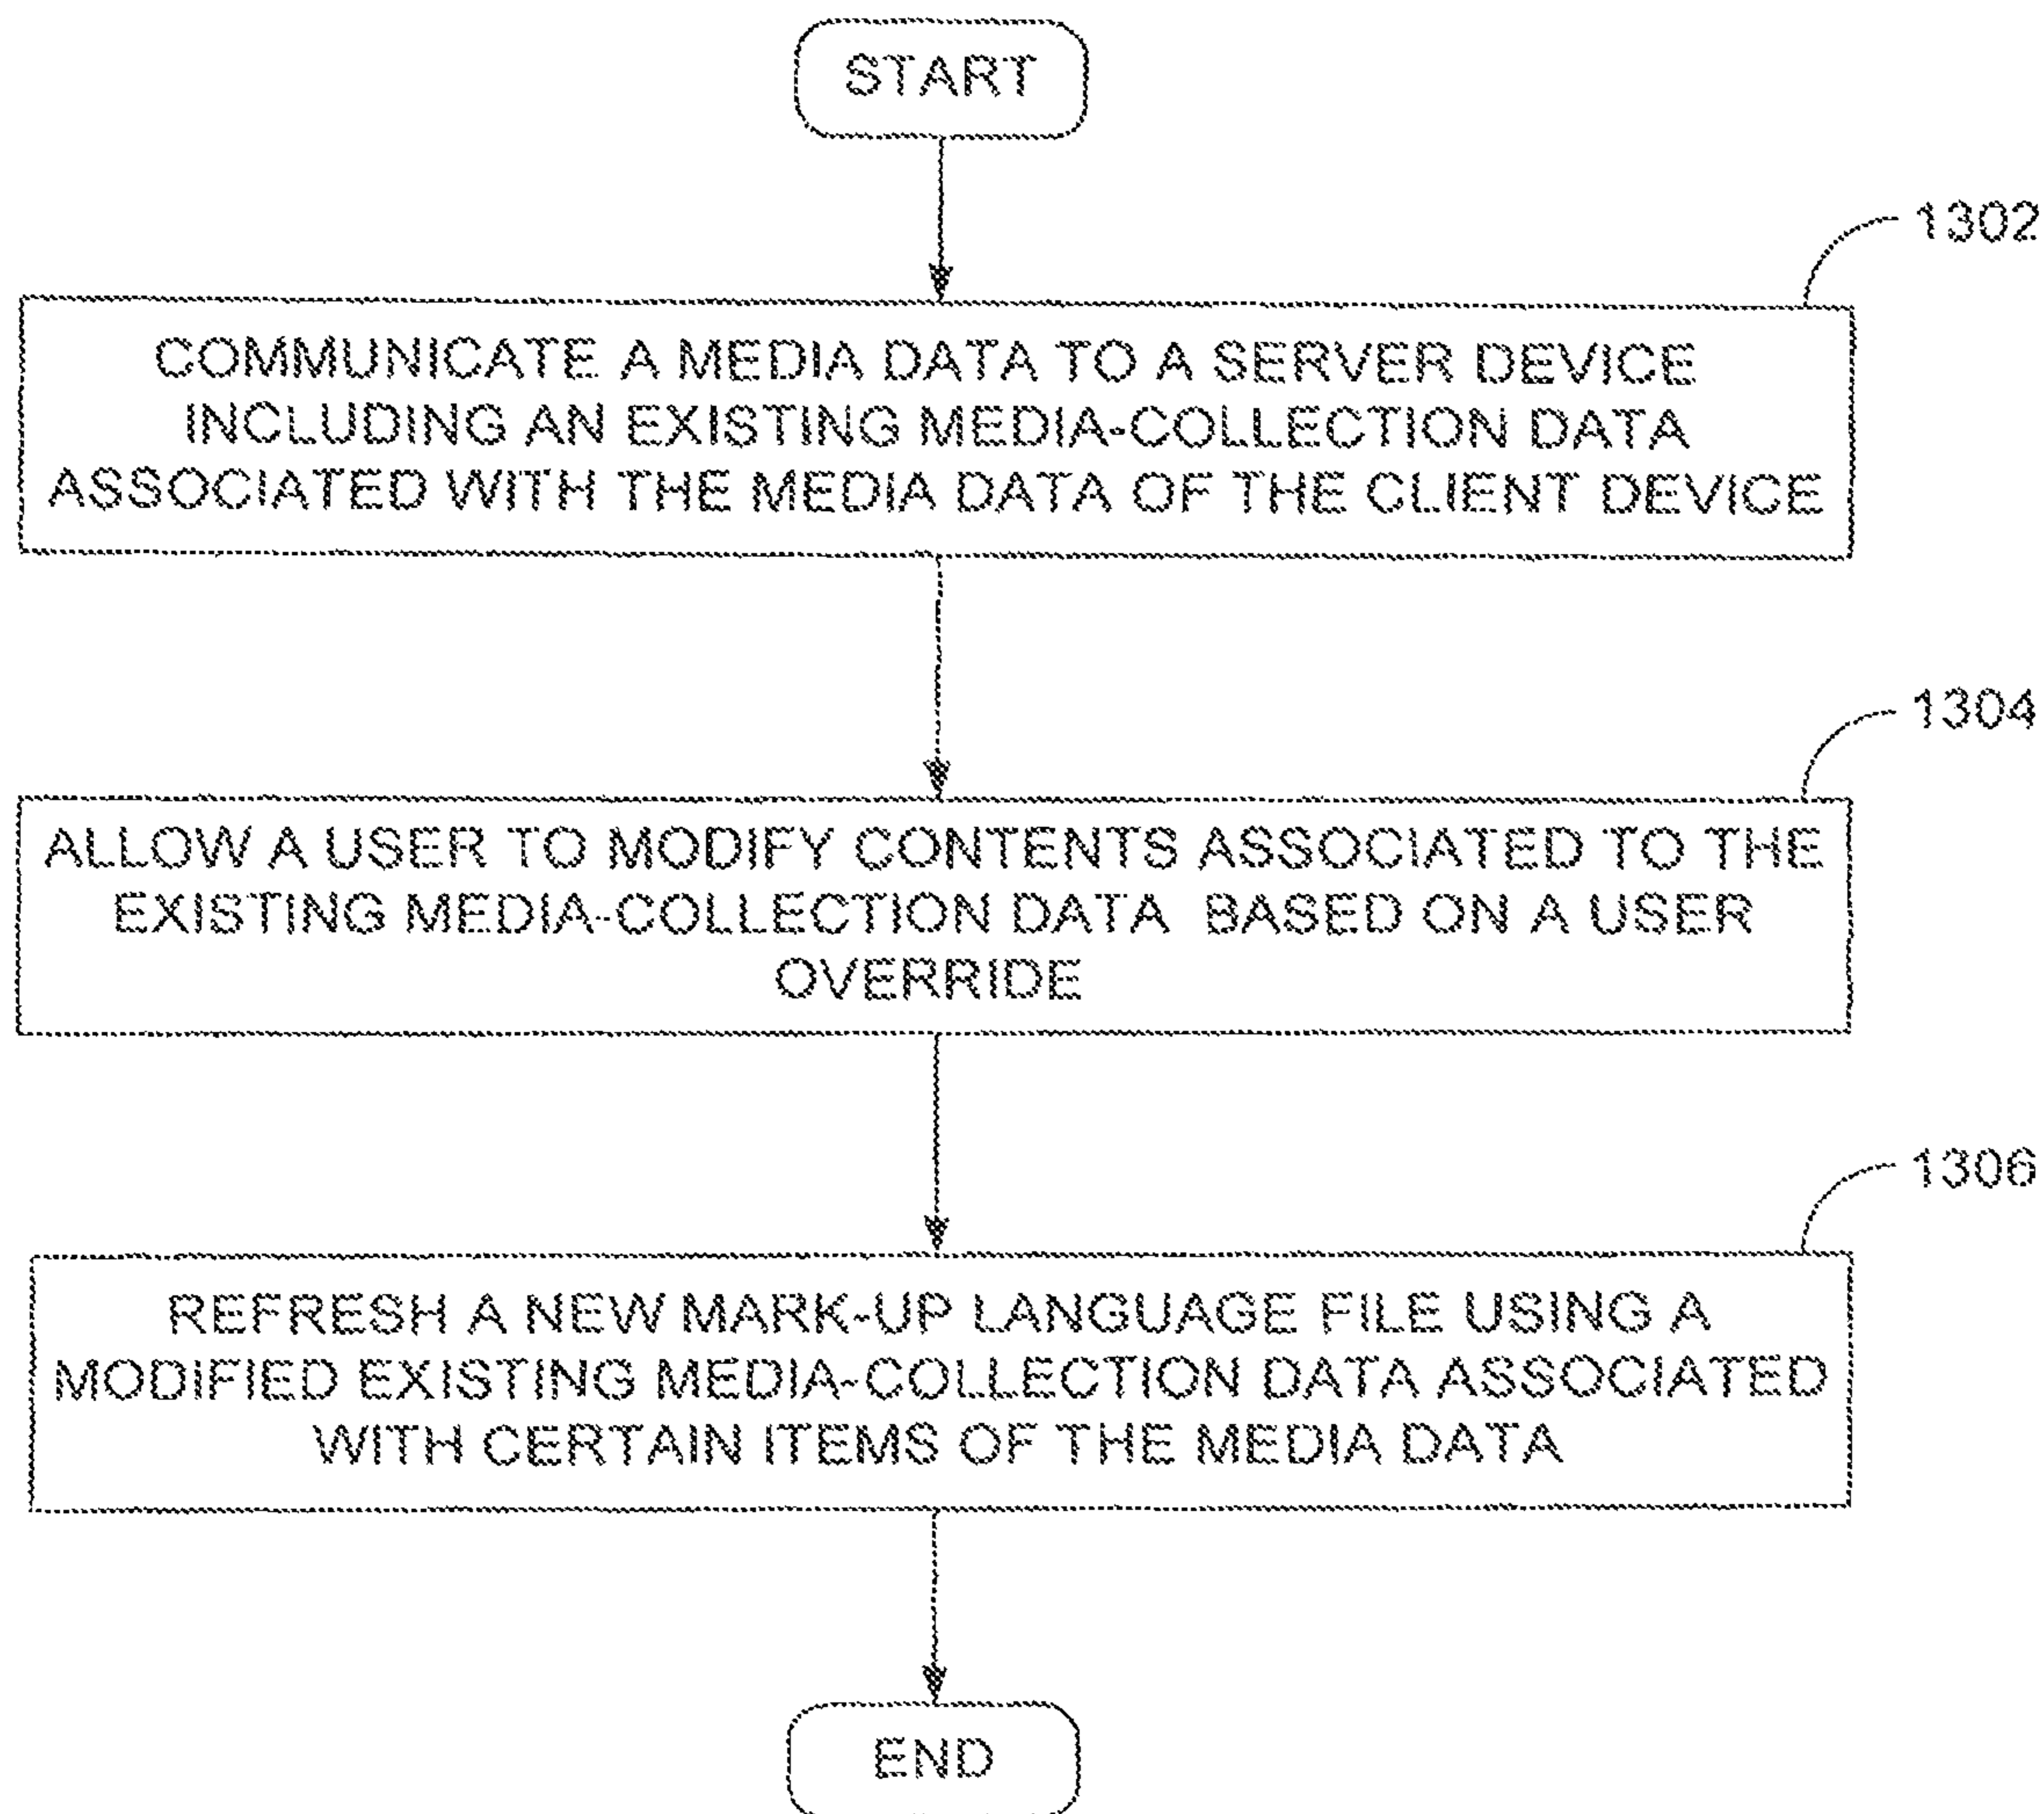 START
1302
COMMUNICATE A MEDIA DATA TO A SERVER DEVICE
INCLUDING AN EXISTING MEDIA-COLLECTION DATA
ASSOCIATED WITH THE MEDIA DATA OF THE CLIENT DEVICE
1304
ALLOW A USER TO MODIFY CONTENTS ASSOCIATED TO THE
EXISTING MEDIA-COLLECTION DATA BASED ON A USER
OVERRIDE
1306
REFRESH A NEW MARK-UP LANGUAGE FILE USING A
MODIFIED EXISTING MEDIA-COLLECTION DATA ASSOCIATED
WITH CERTAIN ITEMS OF THE MEDIA DATA
END